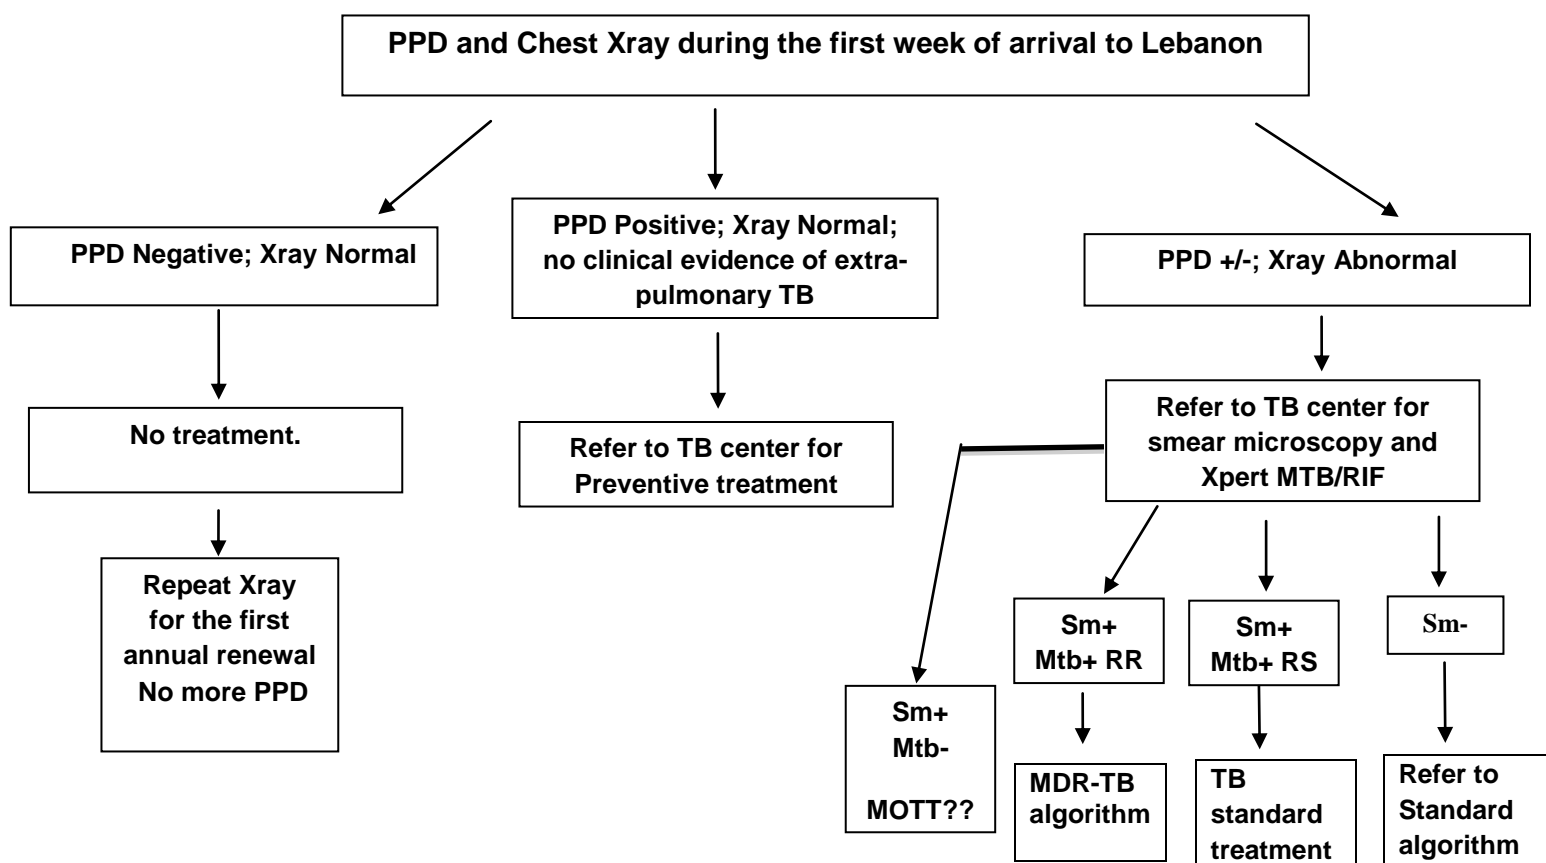 PPD and Chest Xray during the first week of arrival to Lebanon
PPD Negative; Xray Normal
PPD Positive; Xray Normal;
no clinical evidence of extra-
pulmonary TB
PPD +/-; Xray Abnormal
No treatment.
Refer to TB center for
Preventive treatment
Refer to TB center for
smear microscopy and
Xpert MTB/RIF
Repeat Xray
for the first
annual renewal
No more PPD
Sm+
Mtb-
MOTT??
Sm+
Mtb+ RR
Sm+
Mtb+ RS
Sm-
MDR-TB
algorithm
TB
standard
treatment
Refer to
Standard
algorithm